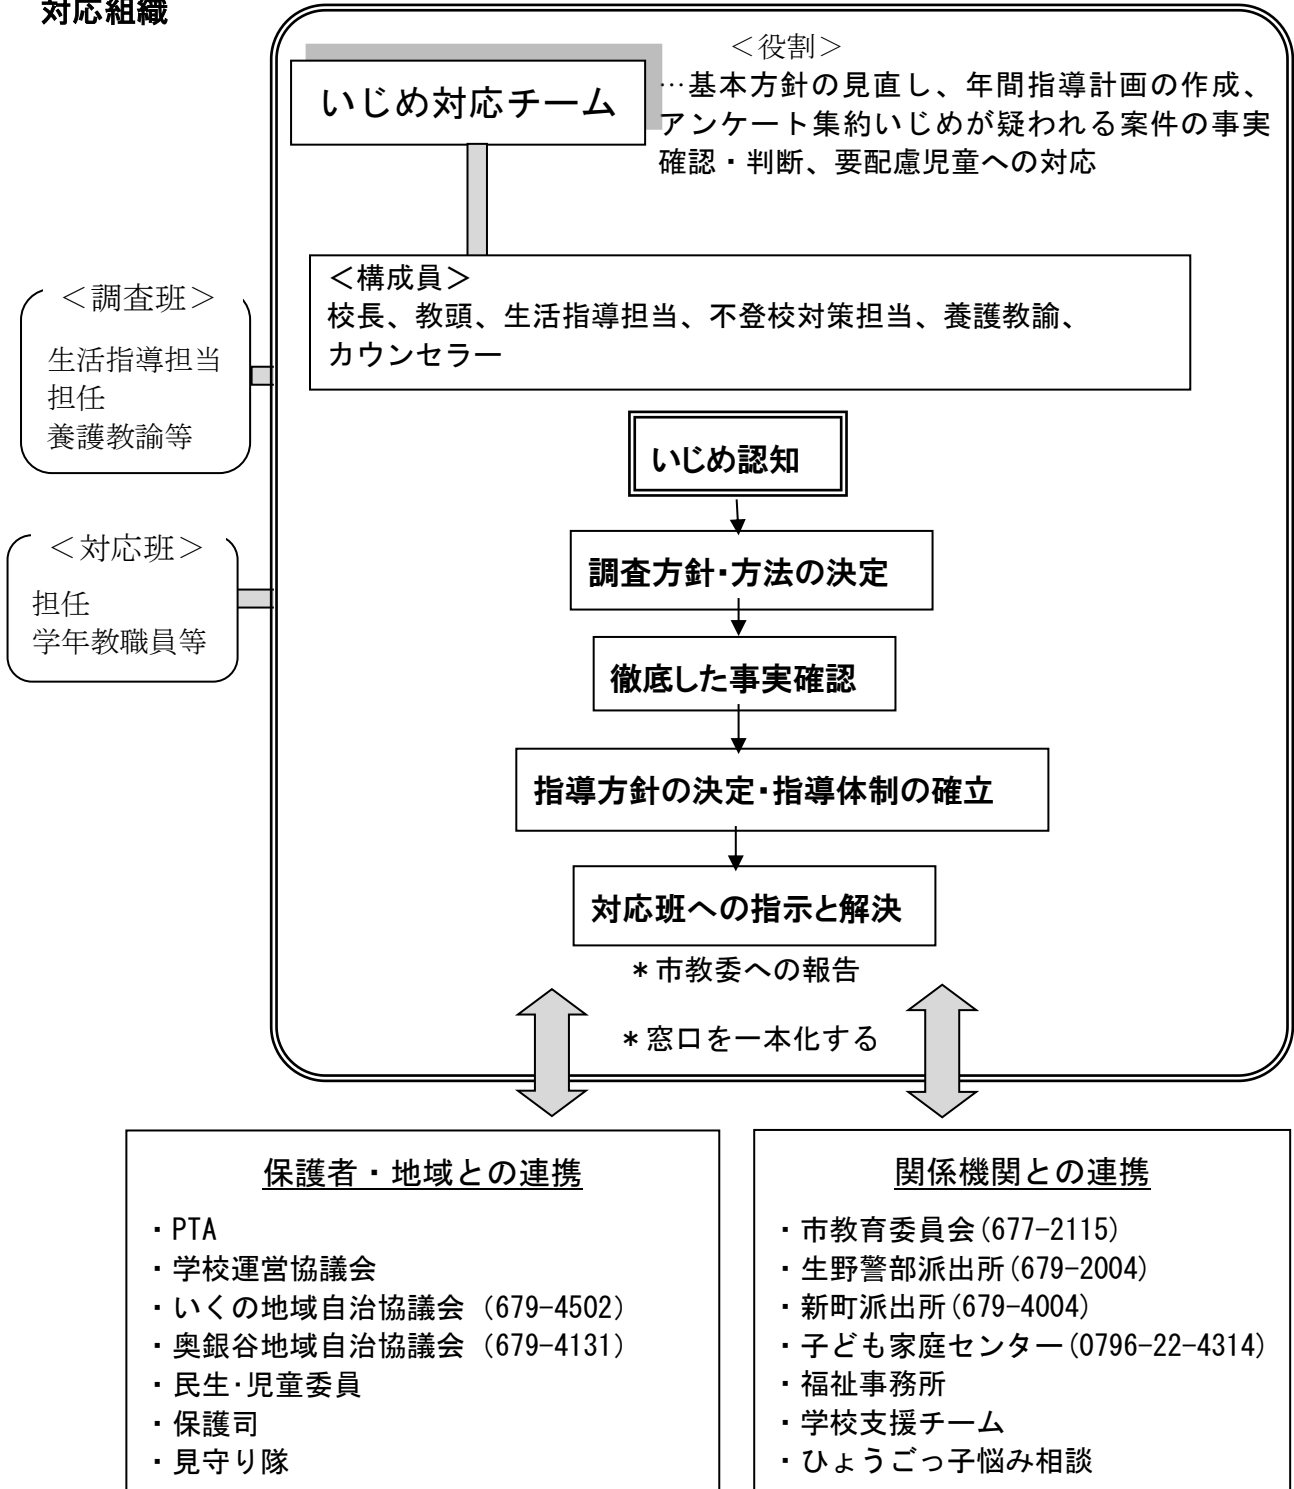 対応組織
いじめ対応チーム
＜役割＞
…基本方針の見直し、年間指導計画の作成、
アンケート集約いじめが疑われる案件の事実
確認・判断、要配慮児童への対応
＜構成員＞
校長、教頭、生活指導担当、不登校対策担当、養護教諭、
カウンセラー
＜調査班＞
生活指導担当
担任
養護教諭等
＜対応班＞
担任
学年教職員等
いじめ認知
調査方針・方法の決定
徹底した事実確認
指導方針の決定・指導体制の確立
対応班への指示と解決
＊市教委への報告
＊窓口を一本化する
保護者・地域との連携
・PTA
・学校運営協議会
・いくの地域自治協議会 (679-4502)
・奥銀谷地域自治協議会 (679-4131)
・民生・児童委員
・保護司
・見守り隊
関係機関との連携
・市教育委員会(677-2115)
・生野警部派出所(679-2004)
・新町派出所(679-4004)
・子ども家庭センター(0796-22-4314)
・福祉事務所
・学校支援チーム
・ひょうごっ子悩み相談